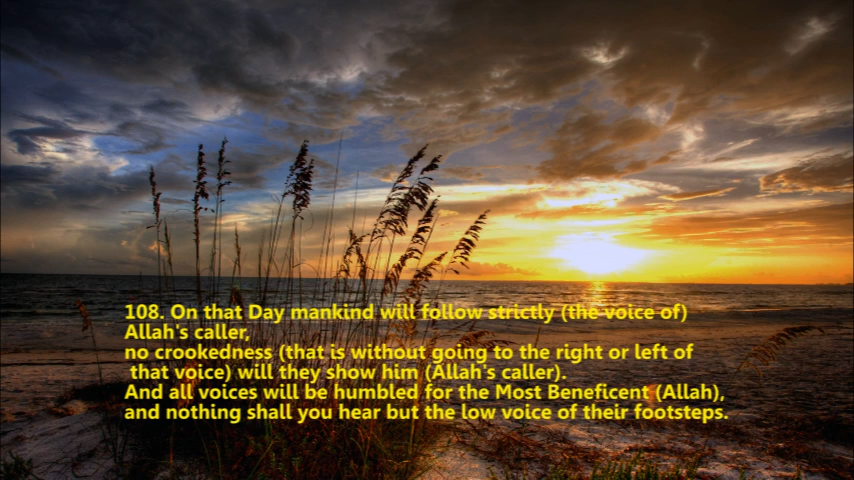 108. On that Day mankind will follow strictly (the voice of)
Allah's caller,
no crookedness (that is without going to the right or left of
that voice) will they show him (Allah's caller).
And all voices will be humbled for the Most Beneficent (Allah),
and nothing shall you hear but the low voice of their footsteps.